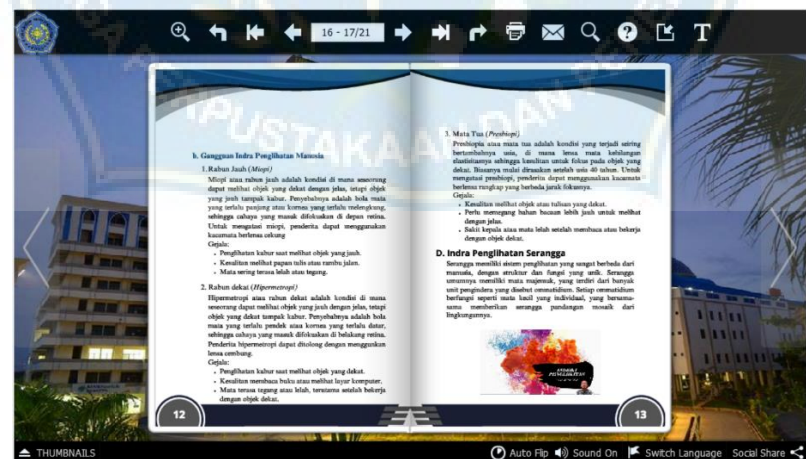 16 - 17/21
T
PUSTAKAAN DAN
b. Gangguan Indra Penglihatan Manusia
1. Rabun Jauh (Miopi)
Miopi atau rabun jauh adalah kondisi di mana seseorang
dapat melihat objek yang dekat dengan jelas, tetapi objek
yang jauh tampak kabur. Penyebabnya adalah bola mata
yang terlalu panjang atau kornea yang terlalu melengkung,
sehingga cahaya yang masuk difokuskan di depan retina.
Untuk mengatasi miopi, penderita dapat menggunakan
kacamata berlensa cekung
Gejala:
• Penglihatan kabur saat melihat objek yang jauh.
• Kesulitan melihat papan tulis atau rambu jalan.
• Mata sering terasa lelah atau tegang.
2. Rabun dekat (Hipermetropi)
Hipermetropi atau rabun dekat adalah kondisi di mana
seseorang dapat melihat objek yang jauh dengan jelas, tetapi
objek yang dekat tampak kabur. Penyebabnya adalah bola
mata yang terlalu pendek atau kornea yang terlalu datar,
sehingga cahaya yang masuk difokuskan di belakang retina.
Penderita hipermetropi dapat ditolong dengan menggunkan
lensa cembung.
Gejala:
• Penglihatan kabur saat melihat objek yang dekat.
• Kesulitan membaca buku atau melihat layar komputer.
• Mata terasa tegang atau lelah, terutama setelah bekerja
dengan objek dekat.
12
3. Mata Tua (Presbiopi)
Presbiopia atau mata tua adalah kondisi yang terjadi seiring
bertambahnya usia, di mana lensa mata kehilangan
elastisitasnya sehingga kesulitan untuk fokus pada objek yang
dekat. Biasanya mulai dirasakan setelah usia 40 tahun. Untuk
mengatasi presbiopi, penderita dapat menggunakan kacamata
berlensa rangkap yang berbeda jarak fokusnya.
Gejala:
• Kesulitan melihat objek atau tulisan yang dekat.
• Perlu memegang bahan bacaan lebih jauh untuk melihat
dengan jelas.
• Sakit kepala atau mata lelah setelah membaca atau bekerja
dengan objek dekat.
D. Indra Penglihatan Serangga
Serangga memiliki sistem penglihatan yang sangat berbeda dari
manusia, dengan struktur dan fungsi yang unik. Serangga
umumnya memiliki mata majemuk, yang terdiri dari banyak
unit pengindera yang disebut ommatidium. Setiap ommatidium
berfungsi seperti mata kecil yang individual, yang bersama-
sama memberikan serangga pandangan mosaik dari
lingkungannya.
PENGLIHATAN
13
THUMBNAILS
Auto Flip
Sound On
Switch Language
Social Share